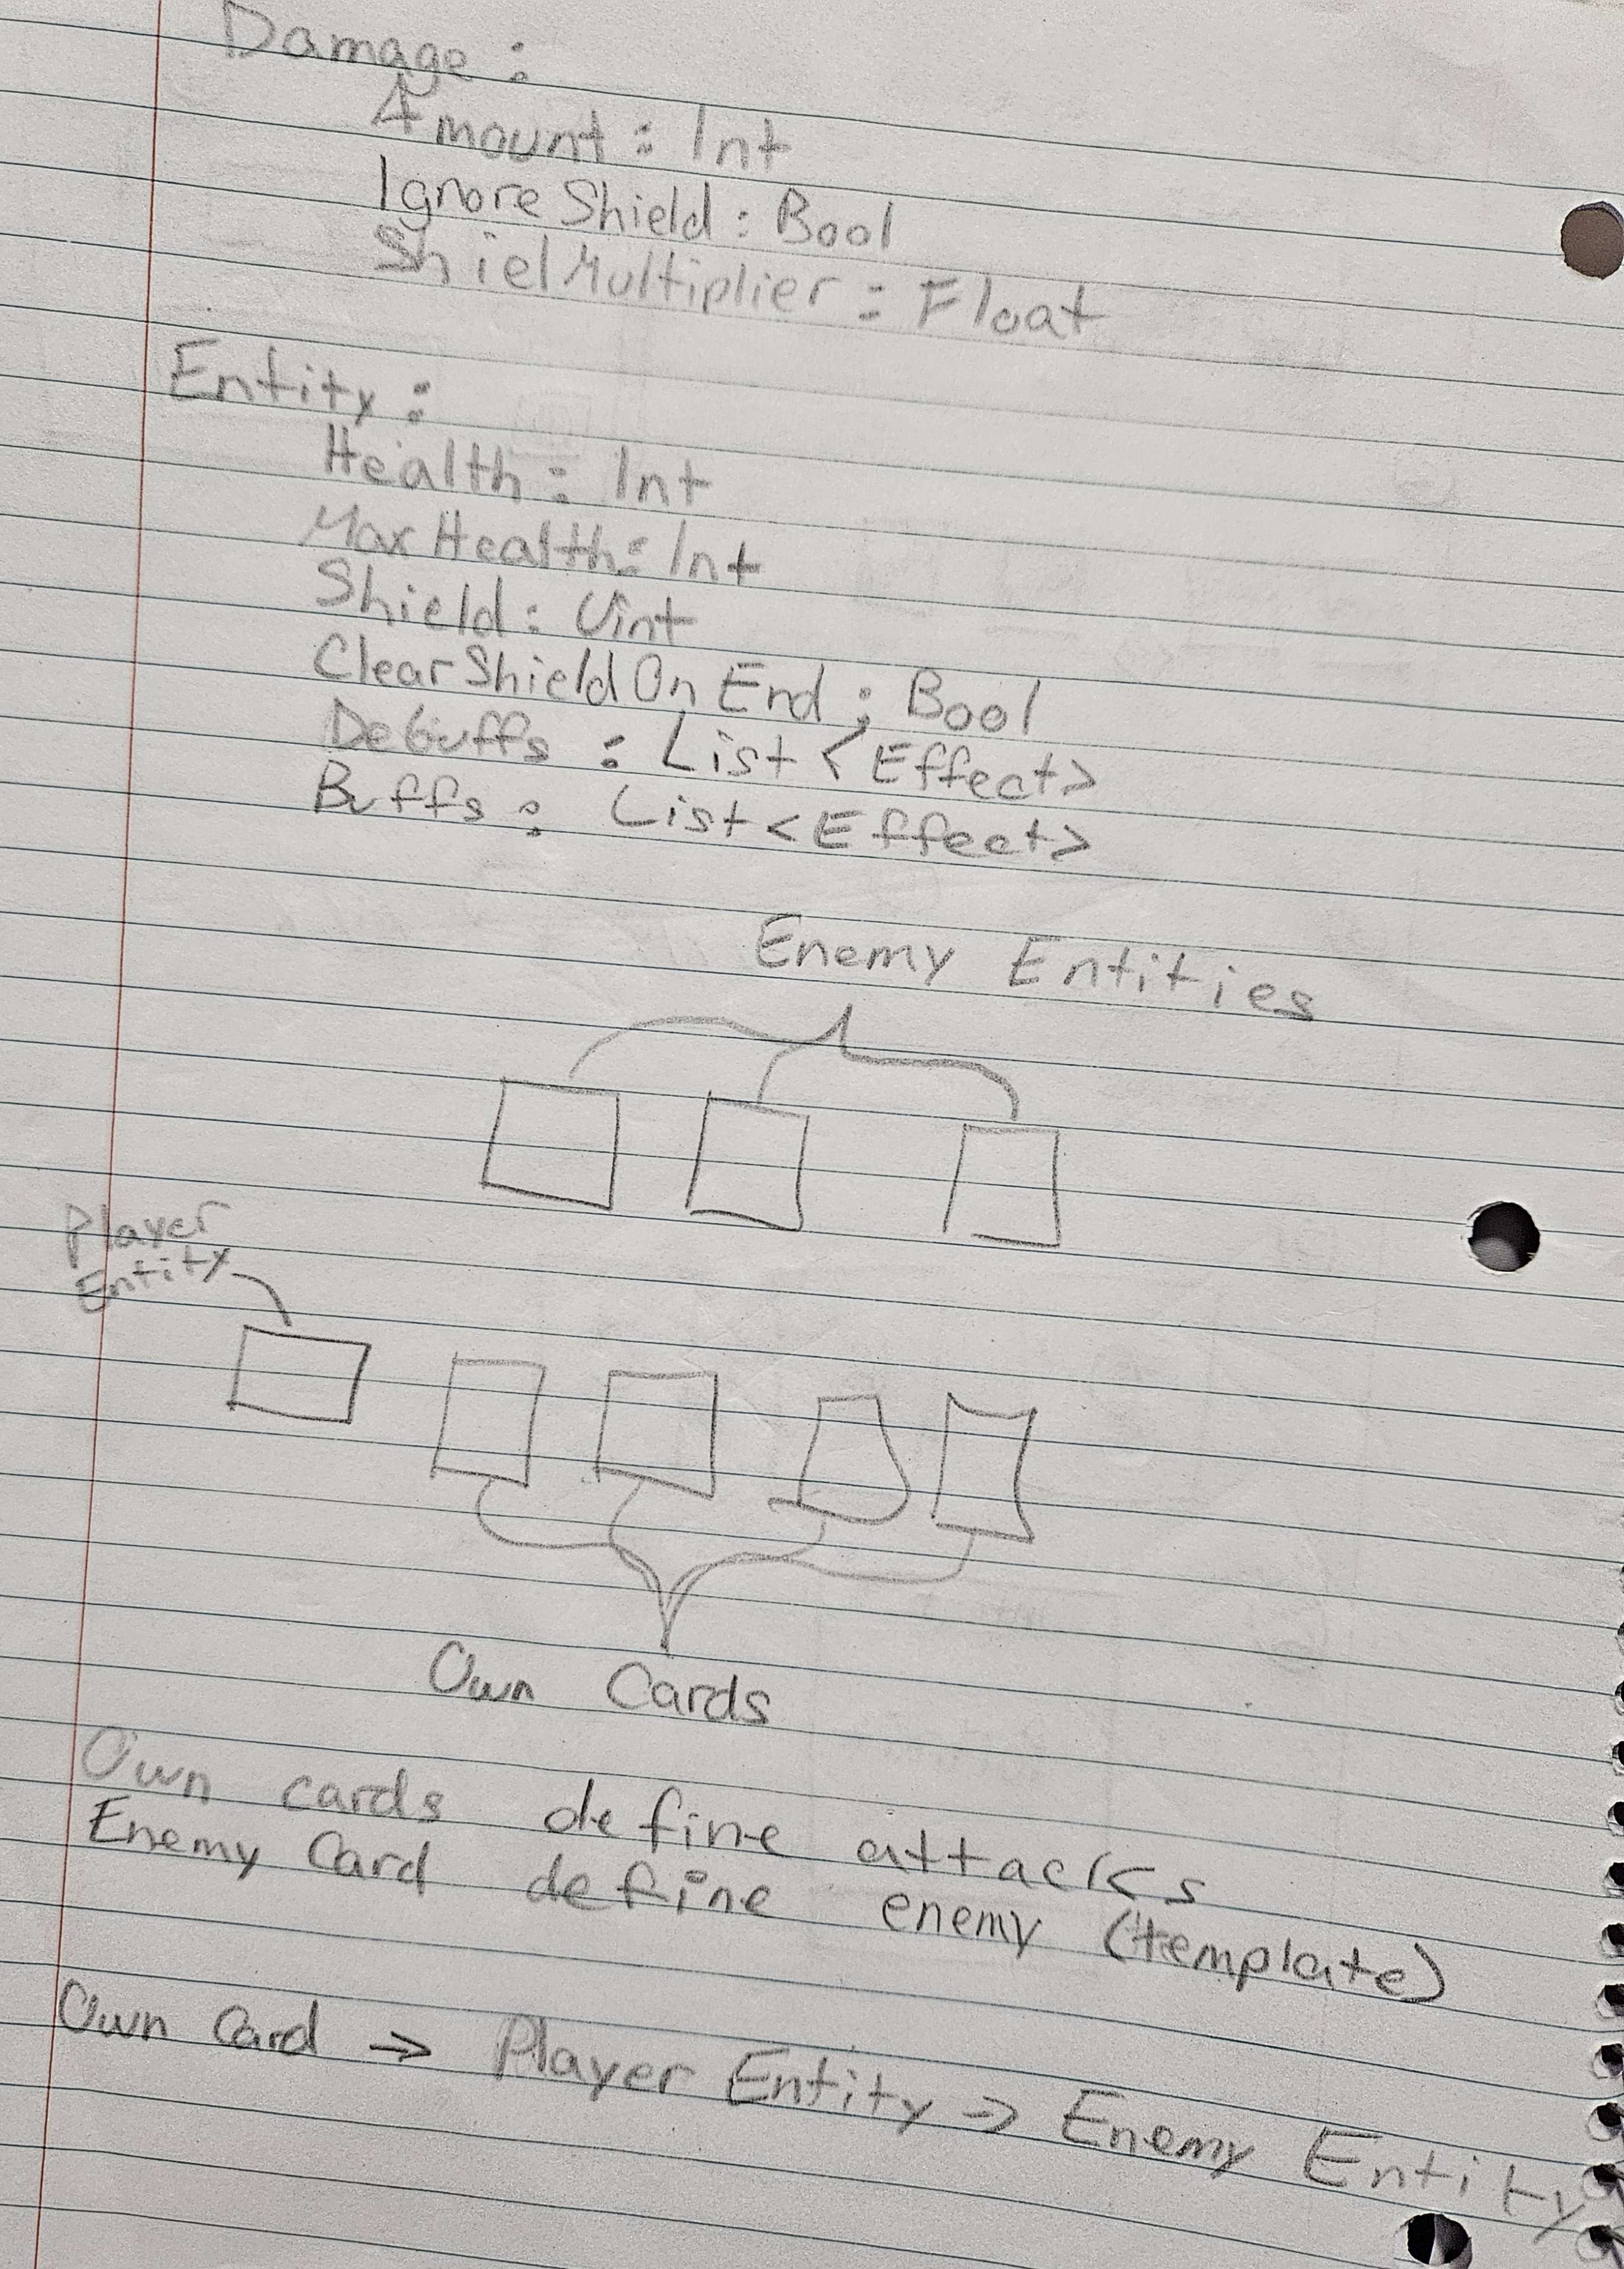 Damage :
Amount : Int
Ignore Shield : Bool
ShielMultiplier : Float
Entity :
Health : Int
MaxHealth : Int
Shield : Uint
ClearShieldOnEnd : Bool
Debuffs : List <Effect>
Buffs : List <Effect>
Enemy Entities
Player
Entity
Own Cards
Own cards define attacks
Enemy Card define enemy (template)
Own Card → Player Entity → Enemy Entity